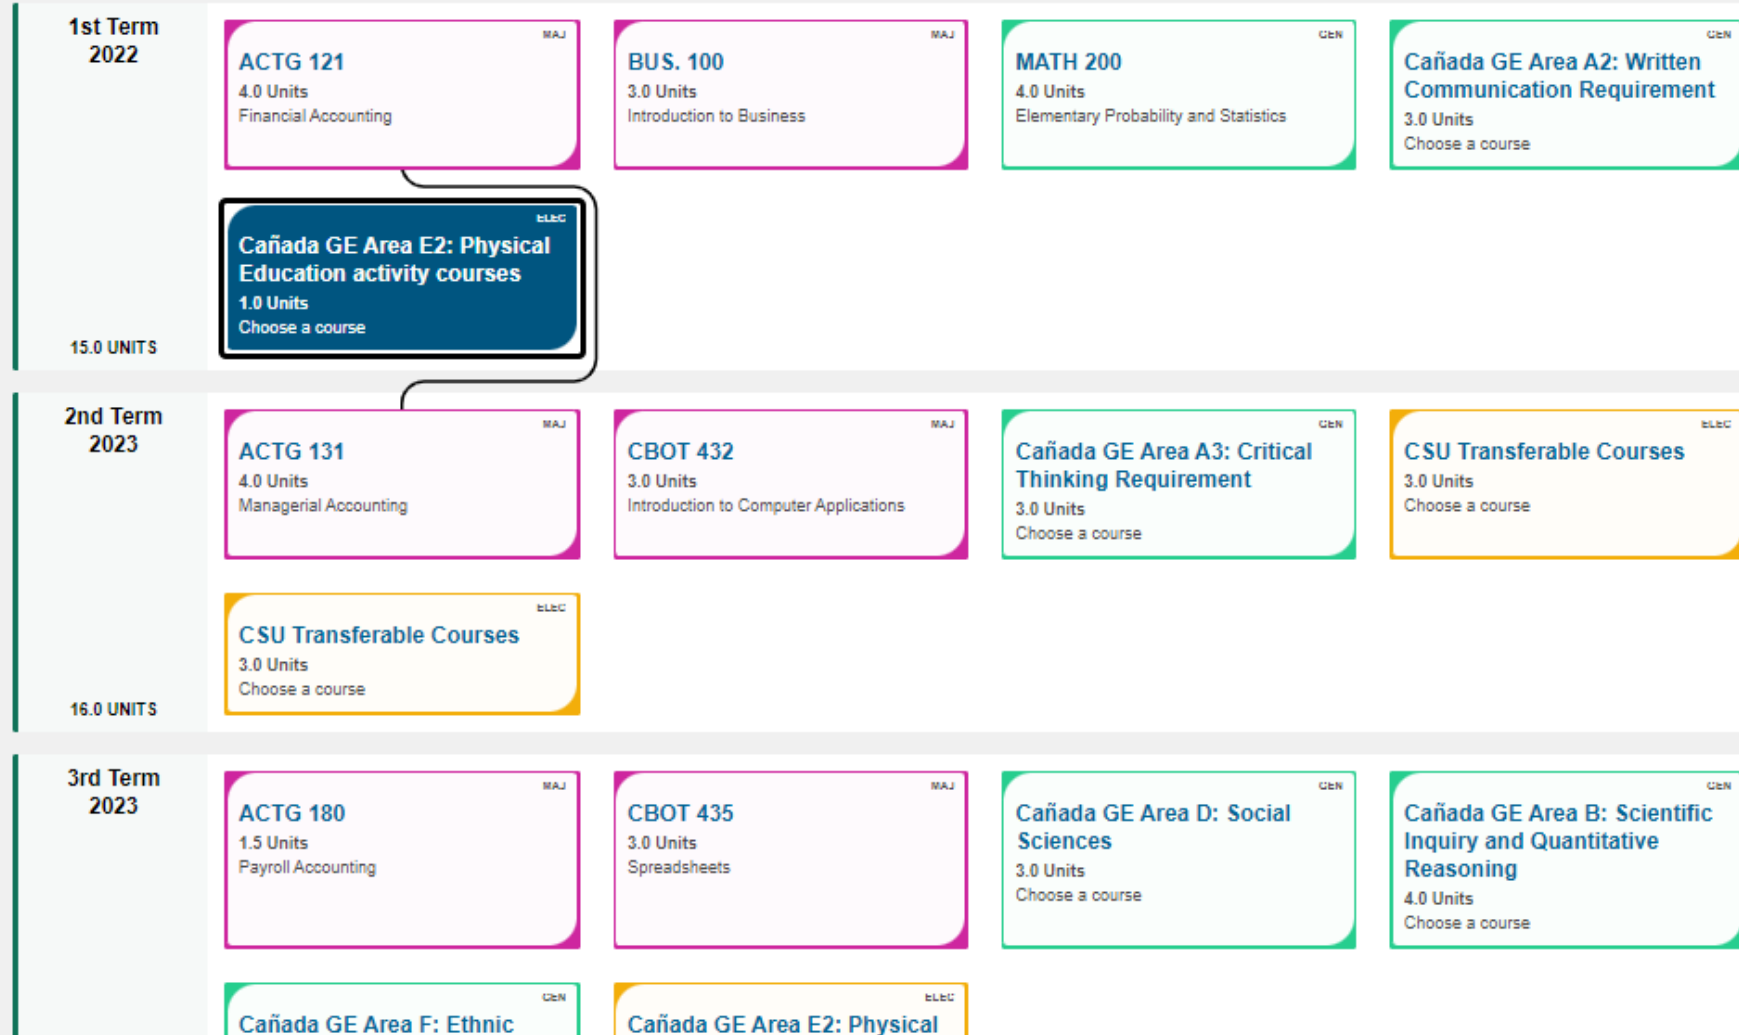 1st Term
2022
15.0 UNITS
MAJ
ACTG 121
4.0 Units
Financial Accounting
MAJ
BUS. 100
3.0 Units
Introduction to Business
GEN
MATH 200
4.0 Units
Elementary Probability and Statistics
GEN
Cañada GE Area A2: Written
Communication Requirement
3.0 Units
Choose a course
ELEC
Cañada GE Area E2: Physical
Education activity courses
1.0 Units
Choose a course
2nd Term
2023
16.0 UNITS
MAJ
ACTG 131
4.0 Units
Managerial Accounting
MAJ
CBOT 432
3.0 Units
Introduction to Computer Applications
GEN
Cañada GE Area A3: Critical
Thinking Requirement
3.0 Units
Choose a course
ELEC
CSU Transferable Courses
3.0 Units
Choose a course
ELEC
CSU Transferable Courses
3.0 Units
Choose a course
3rd Term
2023
MAJ
ACTG 180
1.5 Units
Payroll Accounting
MAJ
CBOT 435
3.0 Units
Spreadsheets
GEN
Cañada GE Area D: Social
Sciences
3.0 Units
Choose a course
GEN
Cañada GE Area B: Scientific
Inquiry and Quantitative
Reasoning
4.0 Units
Choose a course
GEN
Cañada GE Area F: Ethnic
ELEC
Cañada GE Area E2: Physical